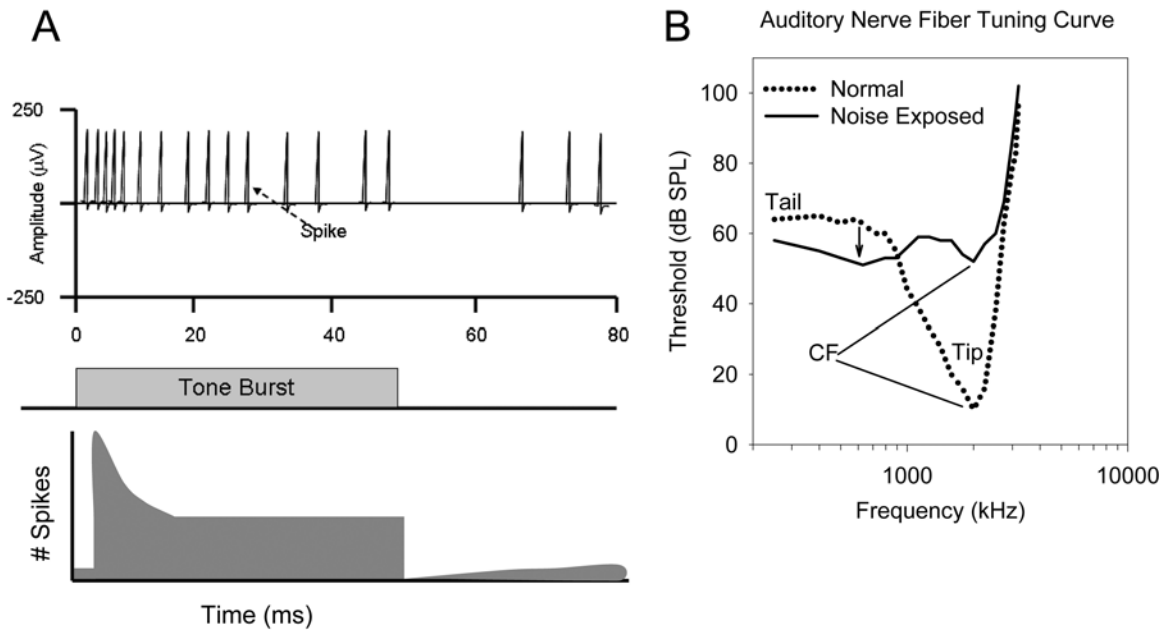 A
250
Amplitude (µV)
-250
Spike
0 20 40 60 80
Tone Burst
# Spikes
Time (ms)
B
Auditory Nerve Fiber Tuning Curve
Normal
Noise Exposed
Threshold (dB SPL)
100
80
60
40
20
0
Tail
Tip
CF
1000 10000
Frequency (kHz)